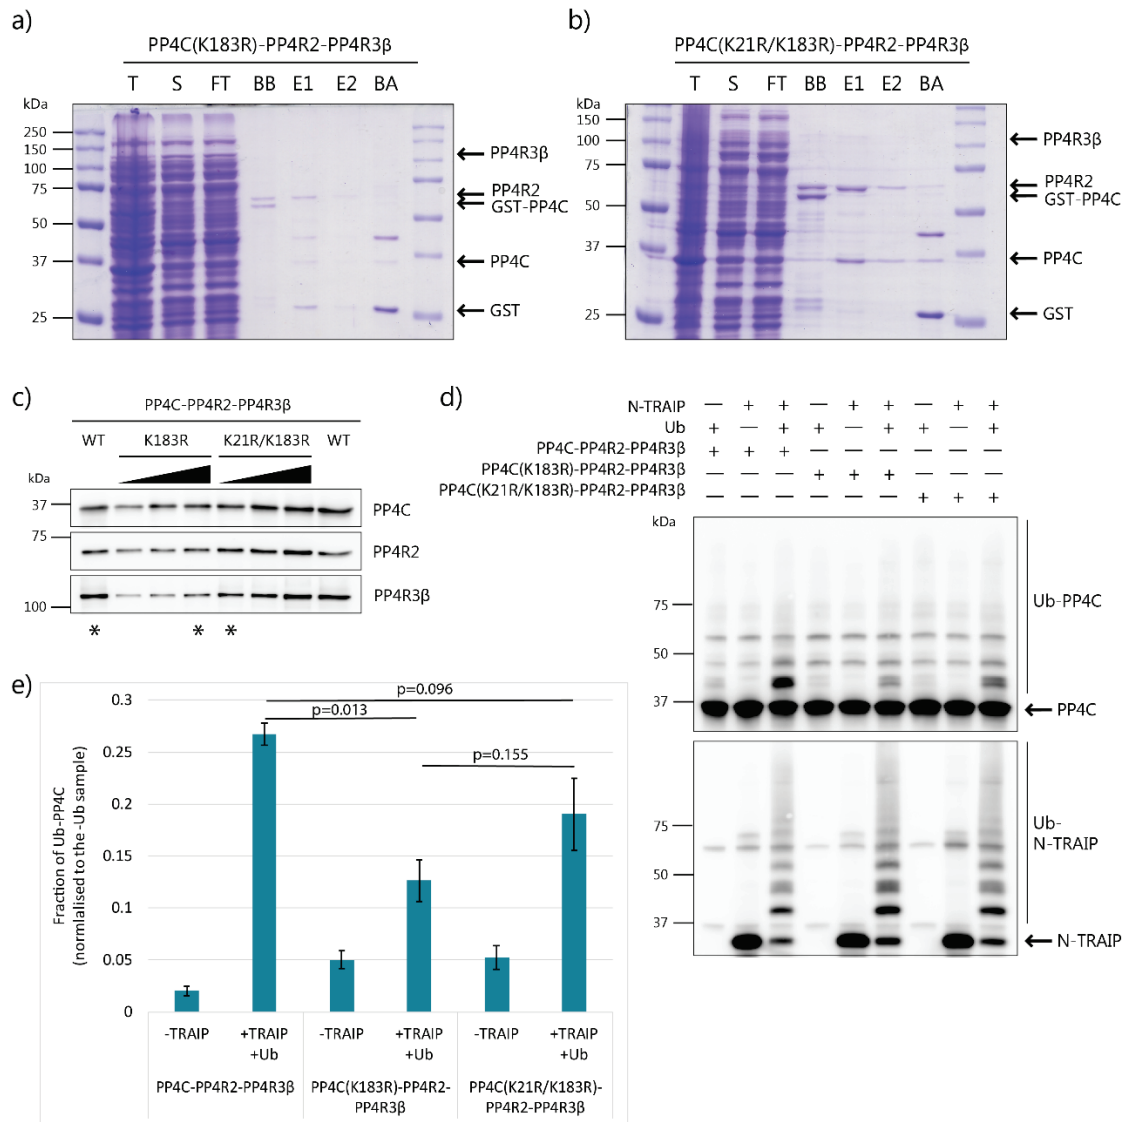 a)
PP4C(K183R)-PP4R2-PP4R3β
T S FT BB E1 E2 BA
kDa
250
150
100
75
50
37
25
PP4R3β
PP4R2
GST-PP4C
PP4C
GST
b)
PP4C(K21R/K183R)-PP4R2-PP4R3β
T S FT BB E1 E2 BA
kDa
150
100
75
50
37
25
PP4R3β
PP4R2
GST-PP4C
PP4C
GST
c)
PP4C-PP4R2-PP4R3β
WT K183R K21R/K183R WT
kDa
37
75
100
PP4C
PP4R2
PP4R3β
* * *
d)
N-TRAIP — + + — + + — + +
Ub + — + + — + + — +
PP4C-PP4R2-PP4R3β + + + — — — — — —
PP4C(K183R)-PP4R2-PP4R3β — — — + + + — — —
PP4C(K21R/K183R)-PP4R2-PP4R3β — — — — — — + + +
kDa
75
50
37
Ub-PP4C
PP4C
75
50
37
Ub-
N-TRAIP
N-TRAIP
e)
Fraction of Ub-PP4C
(normlalised to the -Ub sample)
0.3
0.25
0.2
0.15
0.1
0.05
0
p=0.096
p=0.013
p=0.155
-TRAIP +TRAIP -TRAIP +TRAIP -TRAIP +TRAIP
+Ub +Ub +Ub
PP4C-PP4R2-PP4R3β PP4C(K183R)-PP4R2- PP4C(K21R/K183R)-
PP4R3β PP4R2-PP4R3β